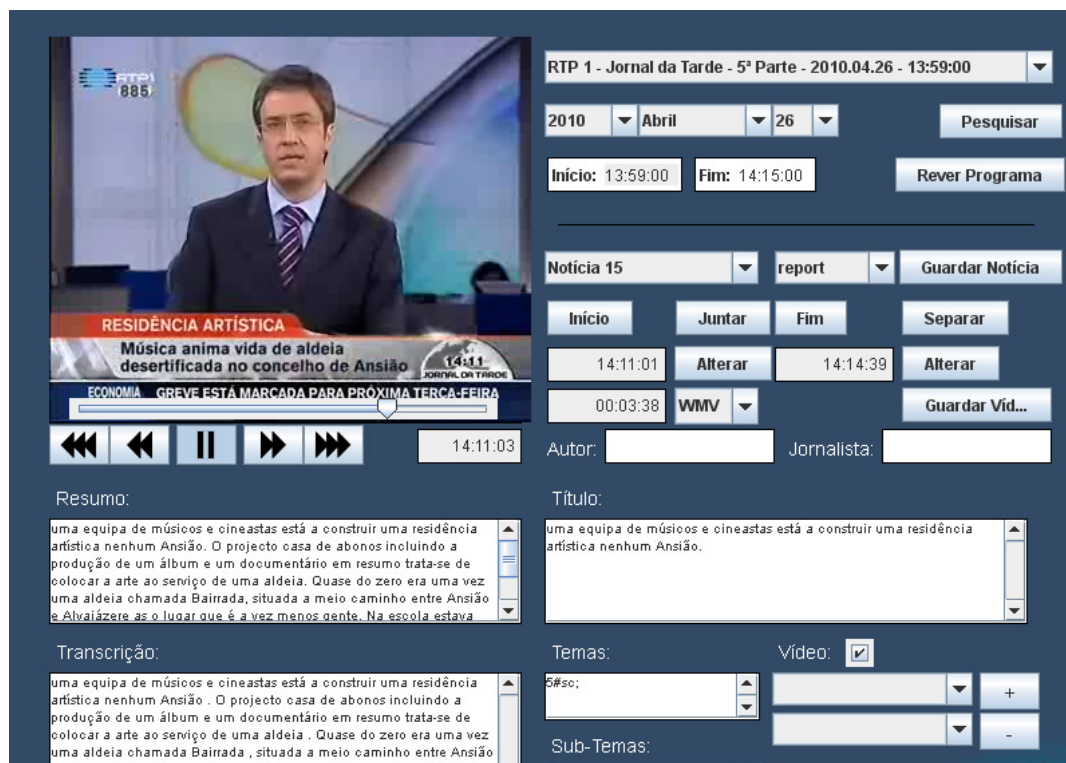 RTP1
885
RESIDÊNCIA ARTÍSTICA
Música anima vida de aldeia
desertificada no concelho de Ansião
14:11
JORNAL DA TARDE
ECONOMIA GREVE ESTÁ MARCADA PARA PRÓXIMA TERÇA-FEIRA
14:11:03
RTP 1 - Jornal da Tarde - 5ª Parte - 2010.04.26 - 13:59:00
2010 Abril 26 Pesquisar
Início: 13:59:00 Fim: 14:15:00 Rever Programa
Notícia 15 report Guardar Notícia
Início Juntar Fim Separar
14:11:01 Alterar 14:14:39 Alterar
00:03:38 WMV Guardar Víd...
Autor: Jornalista:
Resumo:
uma equipa de músicos e cineastas está a construir uma residência
artística nenhum Ansião. O projecto casa de abonos incluindo a
produção de um álbum e um documentário em resumo trata-se de
colocar a arte ao serviço de uma aldeia. Quase do zero era uma vez
uma aldeia chamada Bairrada, situada a meio caminho entre Ansião
e Alvaiázere as o lugar que é a vez menos gente. Na escola estava
Título:
uma equipa de músicos e cineastas está a construir uma residência
artística nenhum Ansião.
Transcrição:
uma equipa de músicos e cineastas está a construir uma residência
artística nenhum Ansião . O projecto casa de abonos incluindo a
produção de um álbum e um documentário em resumo trata-se de
colocar a arte ao serviço de uma aldeia . Quase do zero era uma vez
uma aldeia chamada Bairrada , situada a meio caminho entre Ansião
Temas: Vídeo:
5#sc;
+
-
Sub-Temas: